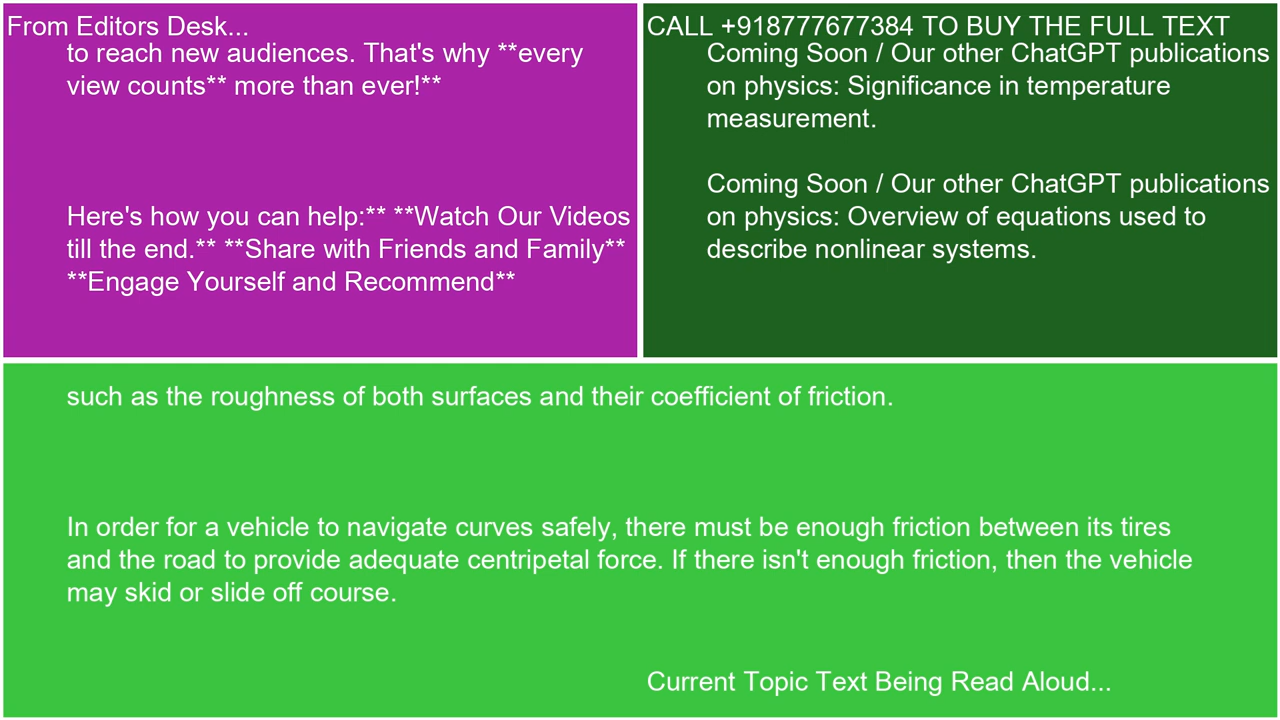 From Editors Desk...
to reach new audiences. That's why **every
view counts** more than ever!**
Here's how you can help:** **Watch Our Videos
till the end.** **Share with Friends and Family**
**Engage Yourself and Recommend**
CALL +918777677384 TO BUY THE FULL TEXT
Coming Soon / Our other ChatGPT publications
on physics: Significance in temperature
measurement.
Coming Soon / Our other ChatGPT publications
on physics: Overview of equations used to
describe nonlinear systems.
such as the roughness of both surfaces and their coefficient of friction.
In order for a vehicle to navigate curves safely, there must be enough friction between its tires
and the road to provide adequate centripetal force. If there isn't enough friction, then the vehicle
may skid or slide off course.
Current Topic Text Being Read Aloud...